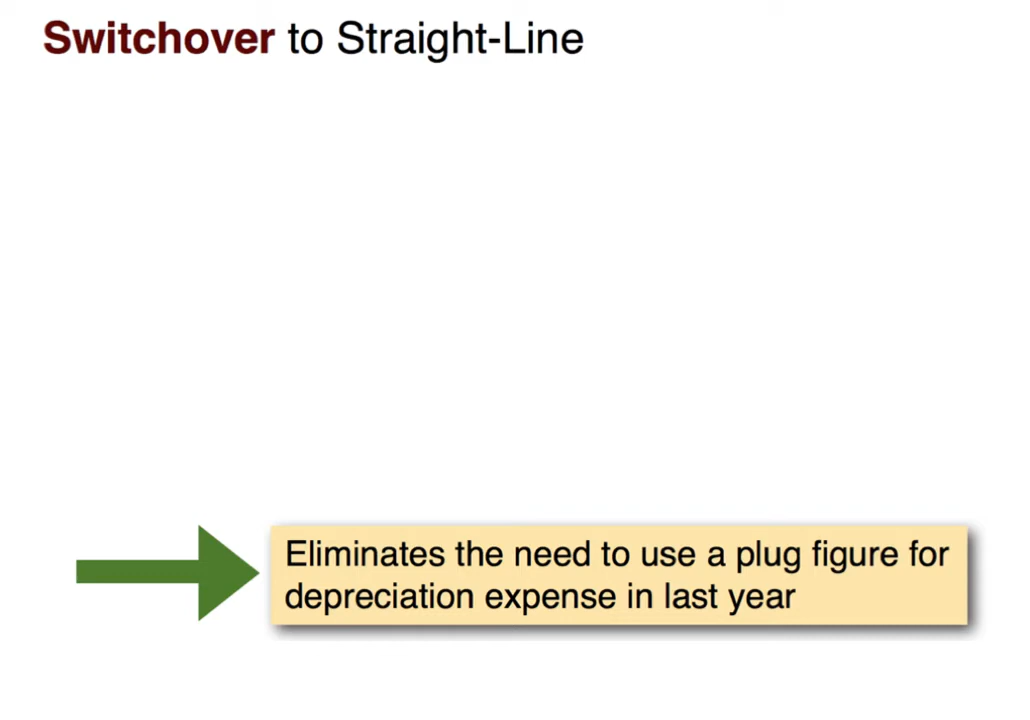 Switchover to Straight-Line
Eliminates the need to use a plug figure for
depreciation expense in last year